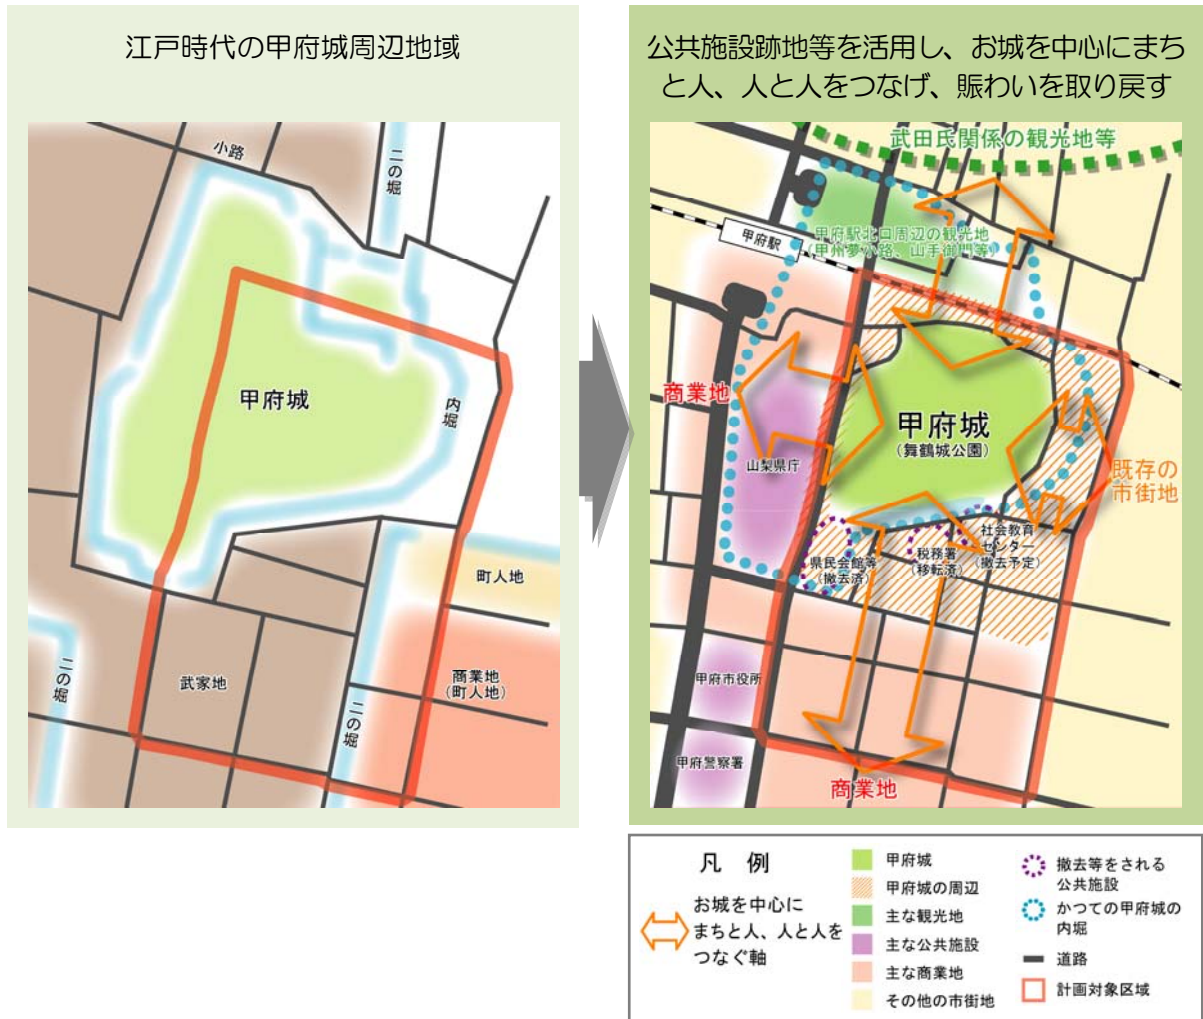 江戸時代の甲府城周辺地域
小路
二の堀
甲府城
内堀
町人地
商業地
(町人地)
武家地
二の堀
二の堀
公共施設跡地等を活用し、お城を中心にまち
と人、人と人をつなげ、賑わいを取り戻す
武田氏関係の観光地等
甲府駅北口周辺の観光地
(甲州夢小路、山手御門等)
甲府駅
商業地
甲府城
(舞鶴城公園)
山梨県庁
既存の
市街地
県民会館等
(撤去済)
税務署
(移転済)
社会教育
センター
(撤去予定)
甲府市役所
甲府警察署
商業地
凡 例
お城を中心に
まちと人、人と人を
つなぐ軸
甲府城
甲府城の周辺
主な観光地
主な公共施設
主な商業地
その他の市街地
撤去等をされる
公共施設
かつての甲府城の
内堀
道路
計画対象区域